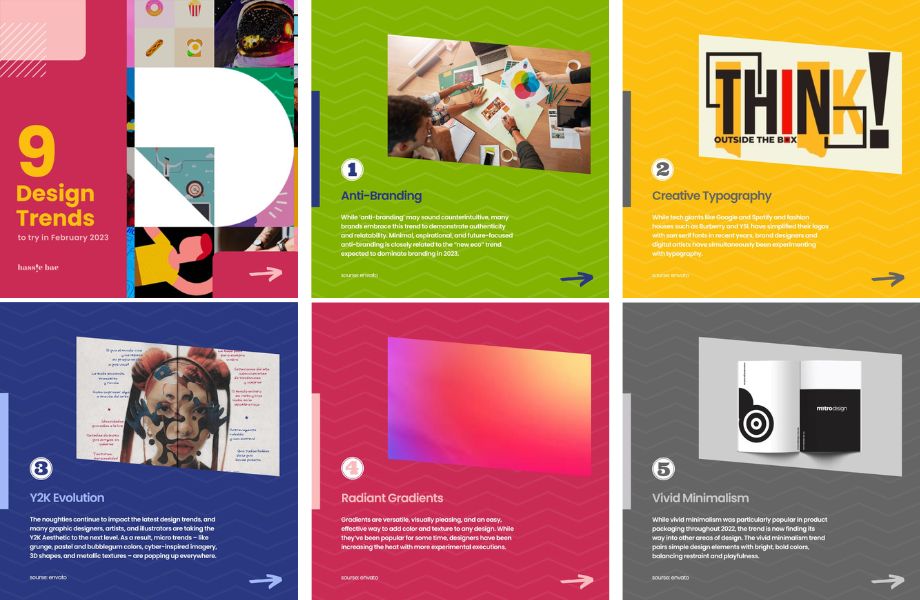 9
Design
Trends
to try in February 2023
hassle bae
1
Anti-Branding
While 'anti-branding' may sound counterintuitive, many
brands embrace this trend to demonstrate authenticity
and relatability. Minimal, aspirational, and future-focused
anti-branding is closely related to the "new eco" trend
expected to dominate branding in 2023.
sourse: envato
THINK!
OUTSIDE THE BOX
2
Creative Typography
While tech giants like Google and Spotify and fashion
houses such as Burberry and YSL have simplified their logos
with san serif fonts in recent years, brand designers and
digital artists have simultaneously been experimenting
with typography.
sourse: envato
3
Y2K Evolution
The noughties continue to impact the latest design trends, and
many graphic designers, artists, and illustrators are taking the
Y2K Aesthetic to the next level. As a result, micro trends – like
grunge, pastel and bubblegum colors, cyber-inspired imagery,
3D shapes, and metallic textures – are popping up everywhere.
sourse: envato
4
Radiant Gradients
Gradients are versatile, visually pleasing, and an easy,
effective way to add color and texture to any design. While
they've been popular for some time, designers have been
increasing the heat with more experimental executions.
sourse: envato
mistrodesign
5
Vivid Minimalism
While vivid minimalism was particularly popular in product
packaging throughout 2022, the trend is now finding its
way into other areas of design. The vivid minimalism trend
pairs simple design elements with bright, bold colors,
balancing restraint and playfulness.
sourse: envato